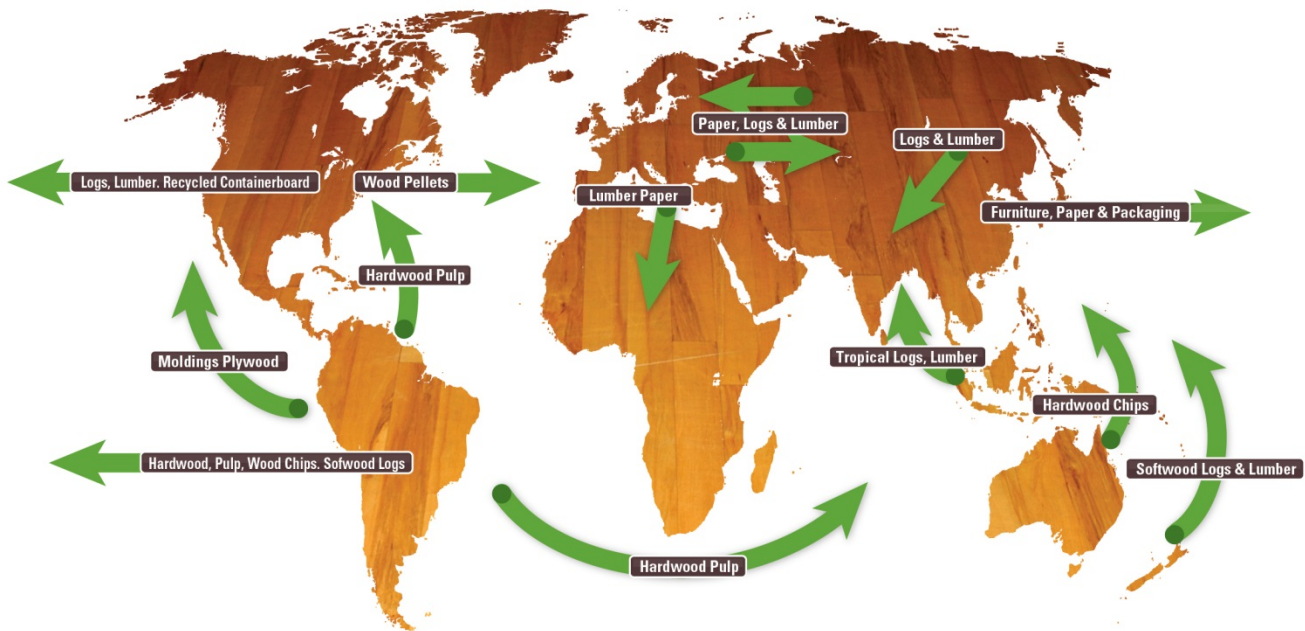 Paper, Logs & Lumber
Logs & Lumber
Logs, Lumber. Recycled Containerboard
Wood Pellets
Lumber Paper
Furniture, Paper & Packaging
Hardwood Pulp
Moldings Plywood
Tropical Logs, Lumber
Hardwood Chips
Hardwood, Pulp, Wood Chips. Sofwood Logs
Softwood Logs & Lumber
Hardwood Pulp